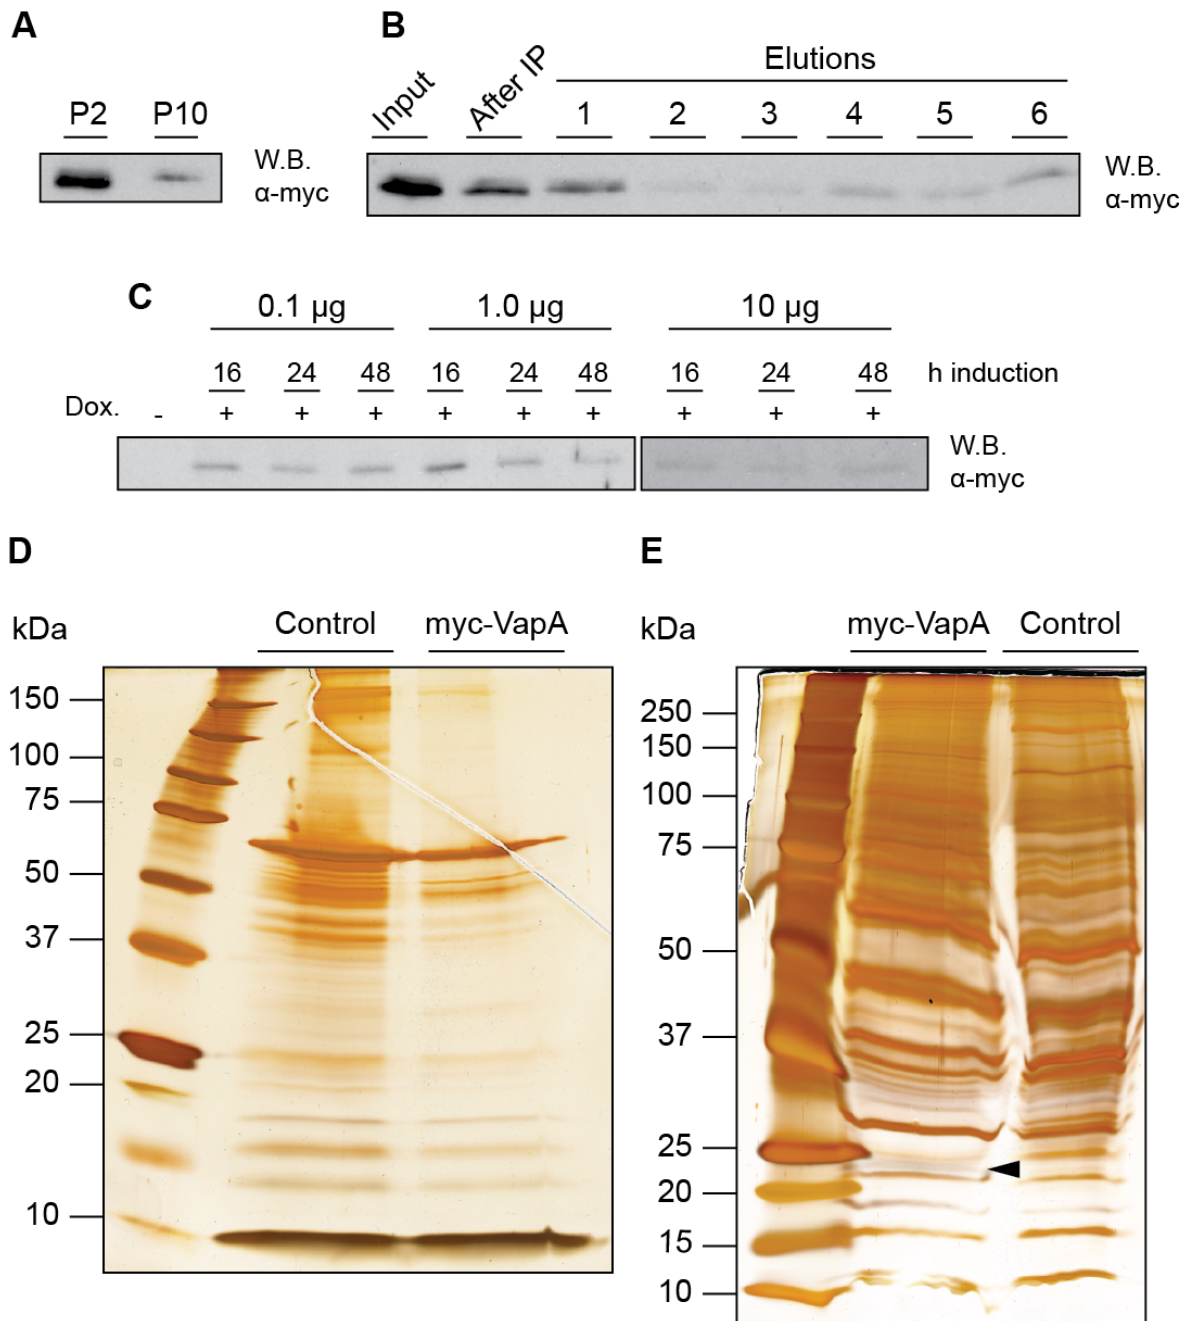 A
P2 P10
W.B.
α-myc
B
Input After IP Elutions
1 2 3 4 5 6
W.B.
α-myc
C
0.1 µg 1.0 µg 10 µg
16 24 48 16 24 48 16 24 48 h induction
Dox. - + + + + + + + + +
W.B.
α-myc
D
kDa Control myc-VapA
150
100
75
50
37
25
20
10
E
kDa myc-VapA Control
250
150
100
75
50
37
25
20
15
10